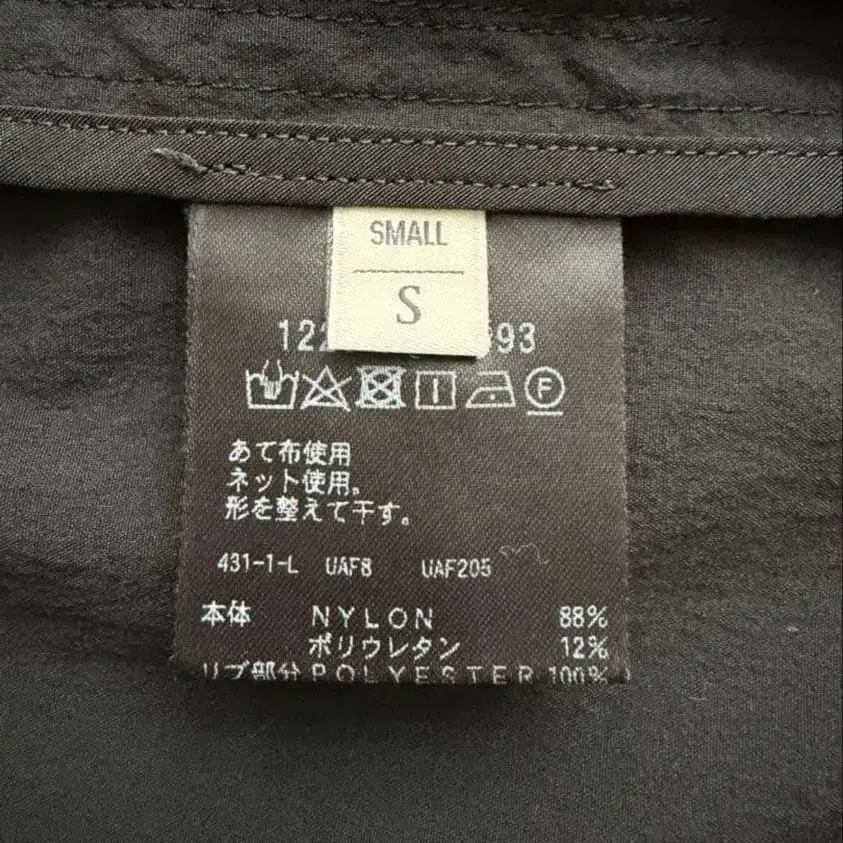 SMALL
S
122 693
F
あて布使用
ネット使用。
形を整えて干す。
431-1-L UAF8 UAF205
本体 NYLON 88%
ポリウレタン 12%
リブ部分 POLYESTER 100%